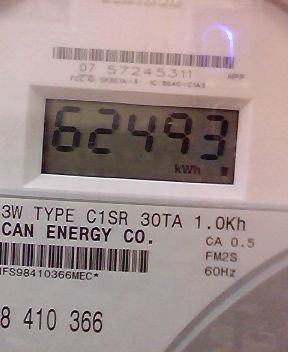 07 57245311 HPP
62493
kWh
3W TYPE C1SR 30TA 1.0Kh
CAN ENERGY CO. CA 0.5
FM2S
60Hz
8 410 366